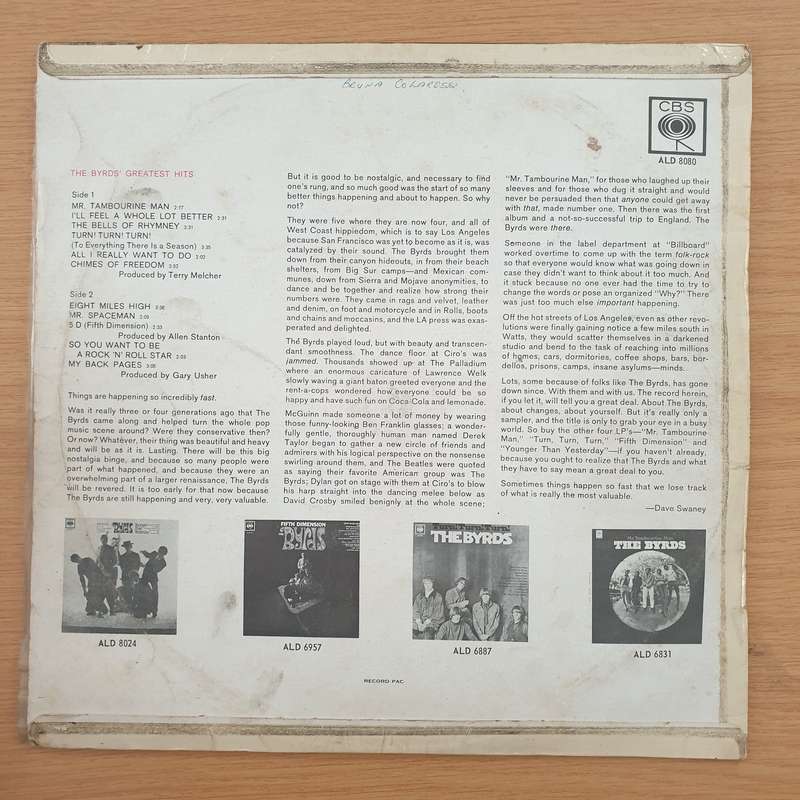 BRUNA COLAROSSI
CBS
ALD 8080
THE BYRDS' GREATEST HITS
Side 1
MR. TAMBOURINE MAN 2:17
I'LL FEEL A WHOLE LOT BETTER 2:31
THE BELLS OF RHYMNEY 3:31
TURN! TURN! TURN!
(To Everything There Is a Season) 3:35
ALL I REALLY WANT TO DO 2:02
CHIMES OF FREEDOM 3:50
Produced by Terry Melcher
Side 2
EIGHT MILES HIGH 3:36
MR. SPACEMAN 2:09
5 D (Fifth Dimension) 2:33
Produced by Allen Stanton
SO YOU WANT TO BE
A ROCK 'N' ROLL STAR 2:03
MY BACK PAGES 3:05
Produced by Gary Usher
Things are happening so incredibly fast.
Was it really three or four generations ago that The
Byrds came along and helped turn the whole pop
music scene around? Were they conservative then?
Or now? Whatever, their thing was beautiful and heavy
and will be as it is. Lasting. There will be this big
nostalgia binge, and because so many people were
part of what happened, and because they were an
overwhelming part of a larger renaissance, The Byrds
will be revered. It is too early for that now because
The Byrds are still happening and very, very valuable.
But it is good to be nostalgic, and necessary to find
one's rung, and so much good was the start of so many
better things happening and about to happen. So why
not?
They were five where they are now four, and all of
West Coast hippiedom, which is to say Los Angeles
because San Francisco was yet to become as it is, was
catalyzed by their sound. The Byrds brought them
down from their canyon hideouts, in from their beach
shelters, from Big Sur camps—and Mexican com-
munes, down from Sierra and Mojave anonymities, to
dance and be together and realize how strong their
numbers were. They came in rags and velvet, leather
and denim, on foot and motorcycle and in Rolls, boots
and chains and moccasins, and the LA press was exas-
perated and delighted.
The Byrds played loud, but with beauty and transcen-
dant smoothness. The dance floor at Ciro's was
jammed. Thousands showed up at The Palladium
where an enormous caricature of Lawrence Welk
slowly waving a giant baton greeted everyone and the
rent-a-cops wondered how everyone could be so
happy and have such fun on Coca-Cola and lemonade.
McGuinn made someone a lot of money by wearing
those funny-looking Ben Franklin glasses; a wonder-
fully gentle, thoroughly human man named Derek
Taylor began to gather a new circle of friends and
admirers with his logical perspective on the nonsense
swirling around them, and The Beatles were quoted
as saying their favorite American group was The
Byrds; Dylan got on stage with them at Ciro's to blow
his harp straight into the dancing melee below as
David Crosby smiled benignly at the whole scene;
"Mr. Tambourine Man," for those who laughed up their
sleeves and for those who dug it straight and would
never be persuaded then that anyone could get away
with that, made number one. Then there was the first
album and a not-so-successful trip to England. The
Byrds were there.
Someone in the label department at "Billboard"
worked overtime to come up with the term folk-rock
so that everyone would know what was going down in
case they didn't want to think about it too much. And
it stuck because no one ever had the time to try to
change the words or pose an organized "Why?" There
was just too much else important happening.
Off the hot streets of Los Angeles, even as other revo-
lutions were finally gaining notice a few miles south in
Watts, they would scatter themselves in a darkened
studio and bend to the task of reaching into millions
of homes, cars, dormitories, coffee shops, bars, bor-
dellos, prisons, camps, insane asylums—minds.
Lots, some because of folks like The Byrds, has gone
down since. With them and with us. The record herein,
if you let it, will tell you a great deal. About The Byrds,
about changes, about yourself. But it's really only a
sampler, and the title is only to grab your eye in a busy
world. So buy the other four LP's—"Mr. Tambourine
Man," "Turn, Turn, Turn," "Fifth Dimension" and
"Younger Than Yesterday"—if you haven't already,
because you ought to realize that The Byrds and what
they have to say mean a great deal to you.
Sometimes things happen so fast that we lose track
of what is really the most valuable.
—Dave Swaney
BYRDS
ALD 8024
FIFTH DIMENSION
BYRDS
ALD 6957
Turn! Turn! Turn!
THE BYRDS
ALD 6887
Mr. Tambourine Man
THE BYRDS
ALD 6831
RECORD PAC